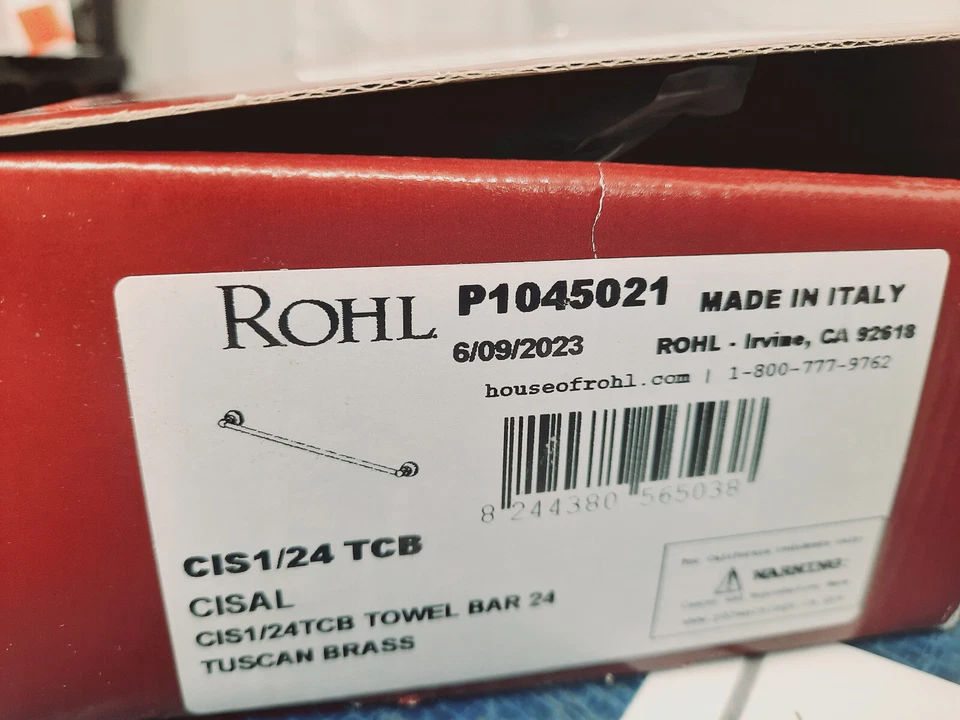 ROHL P1045021 MADE IN ITALY
6/09/2023 ROHL - Irvine, CA 92618
houseofrohl.com | 1-800-777-9762
8 244380 565038
CIS1/24 TCB
CISAL
CIS1/24TCB TOWEL BAR 24
TUSCAN BRASS
WARNING: